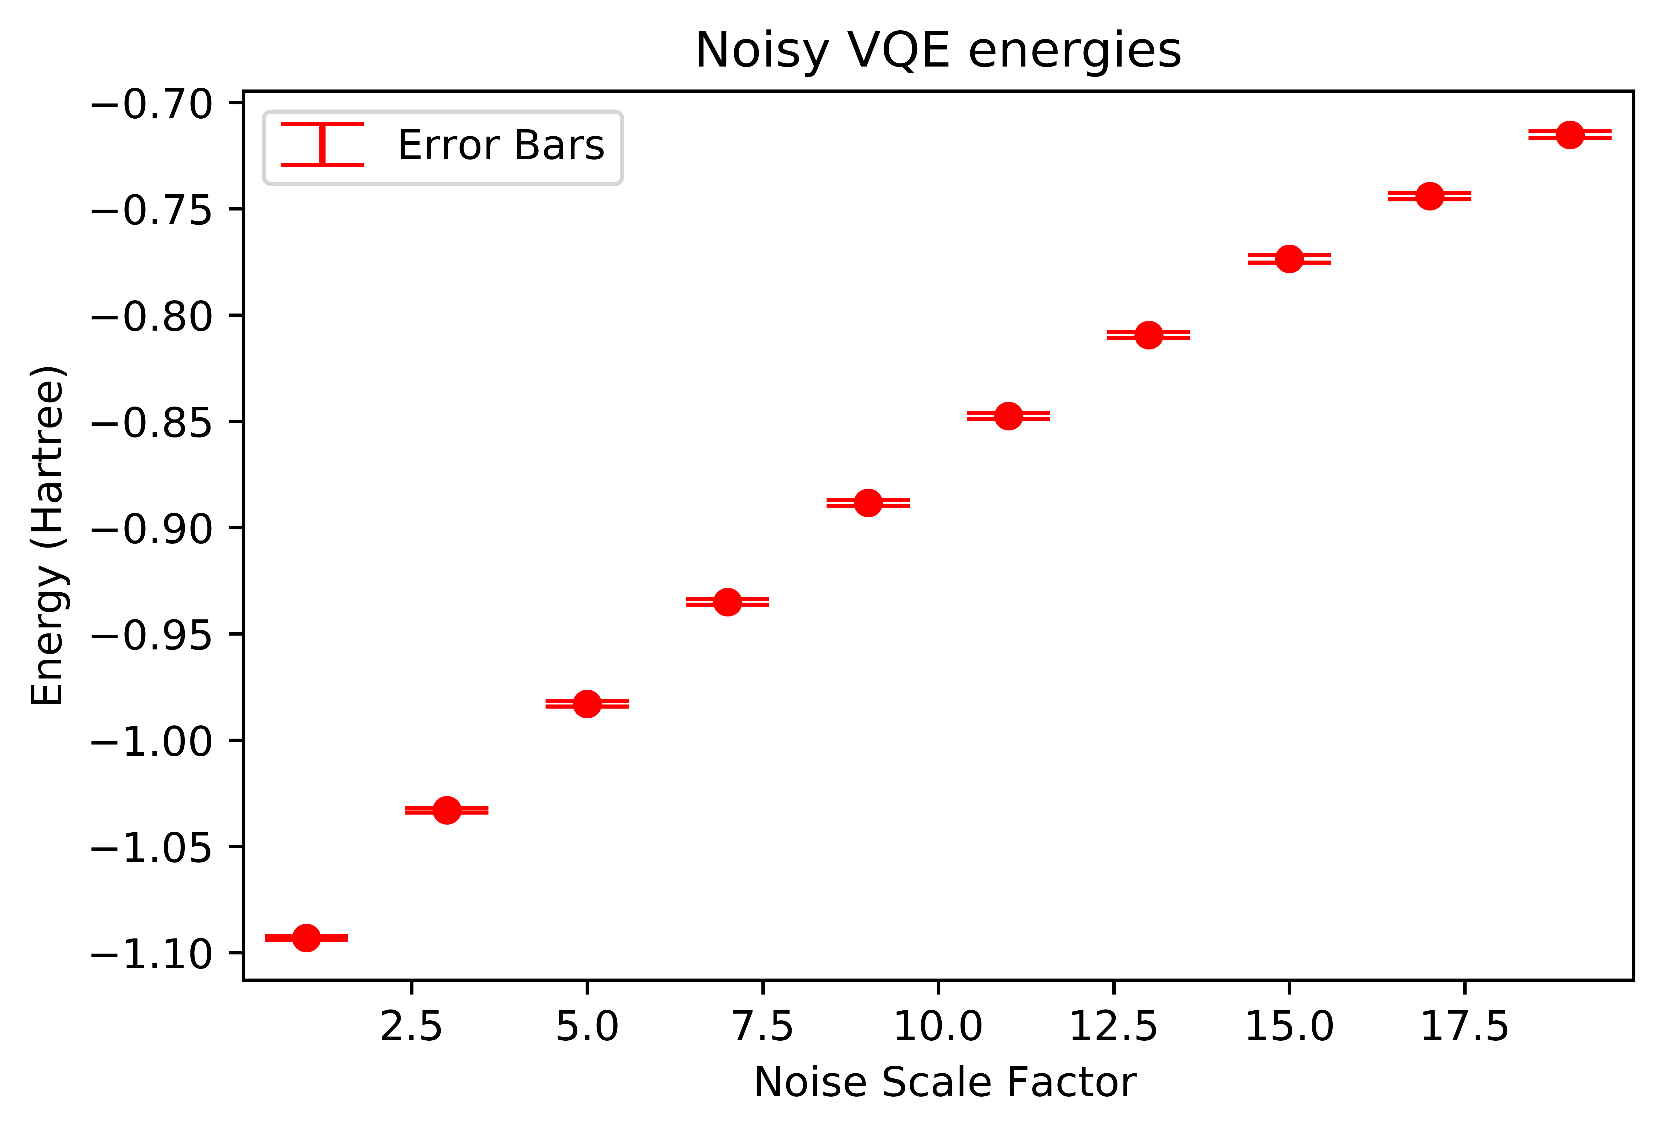 Noisy VQE energies
Error Bars
−0.70
−0.75
−0.80
−0.85
−0.90
−0.95
−1.00
−1.05
−1.10
Energy (Hartree)
2.5 5.0 7.5 10.0 12.5 15.0 17.5
Noise Scale Factor